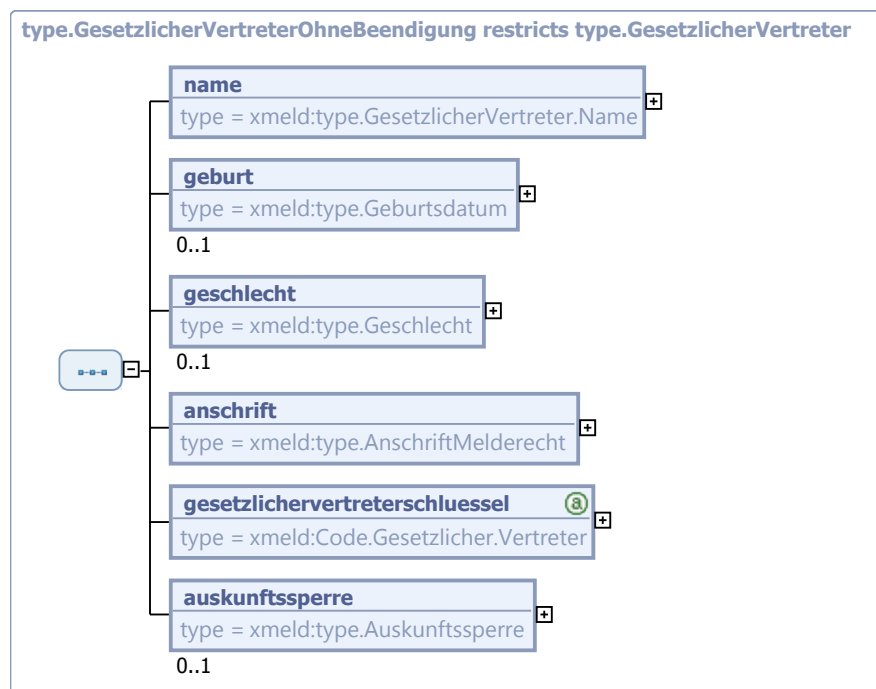 type.GesetzlicherVertreterOhneBeendigung restricts type.GesetzlicherVertreter
name
type = xmeld:type.GesetzlicherVertreter.Name
geburt
type = xmeld:type.Geburtsdatum
0..1
geschlecht
type = xmeld:type.Geschlecht
0..1
anschrift
type = xmeld:type.AnschriftMelderecht
gesetzlichervertreterschluessel a
type = xmeld:Code.Gesetzlicher.Vertreter
auskunftssperre
type = xmeld:type.Auskunftssperre
0..1